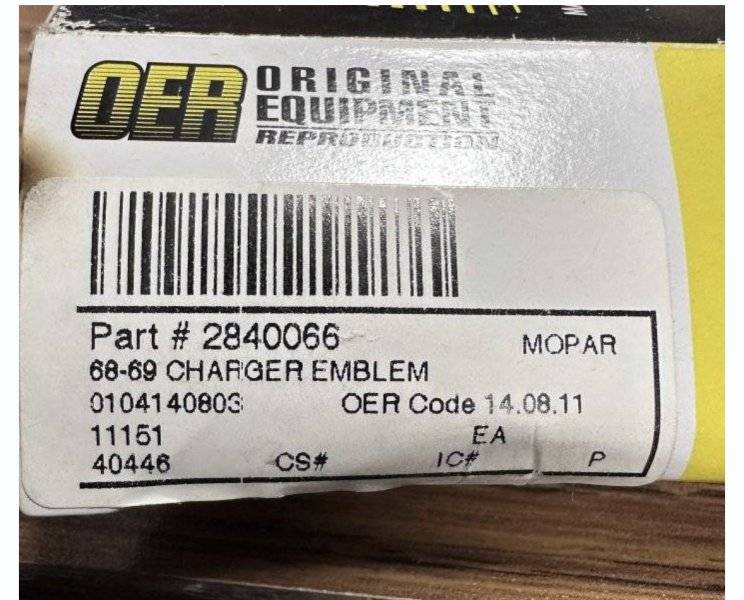 OER ORIGINAL
EQUIPMENT
REPRODUCTION
Part # 2840066 MOPAR
68-69 CHARGER EMBLEM
0104140803 OER Code 14.08.11
11151 EA
40446 CS# IC# P